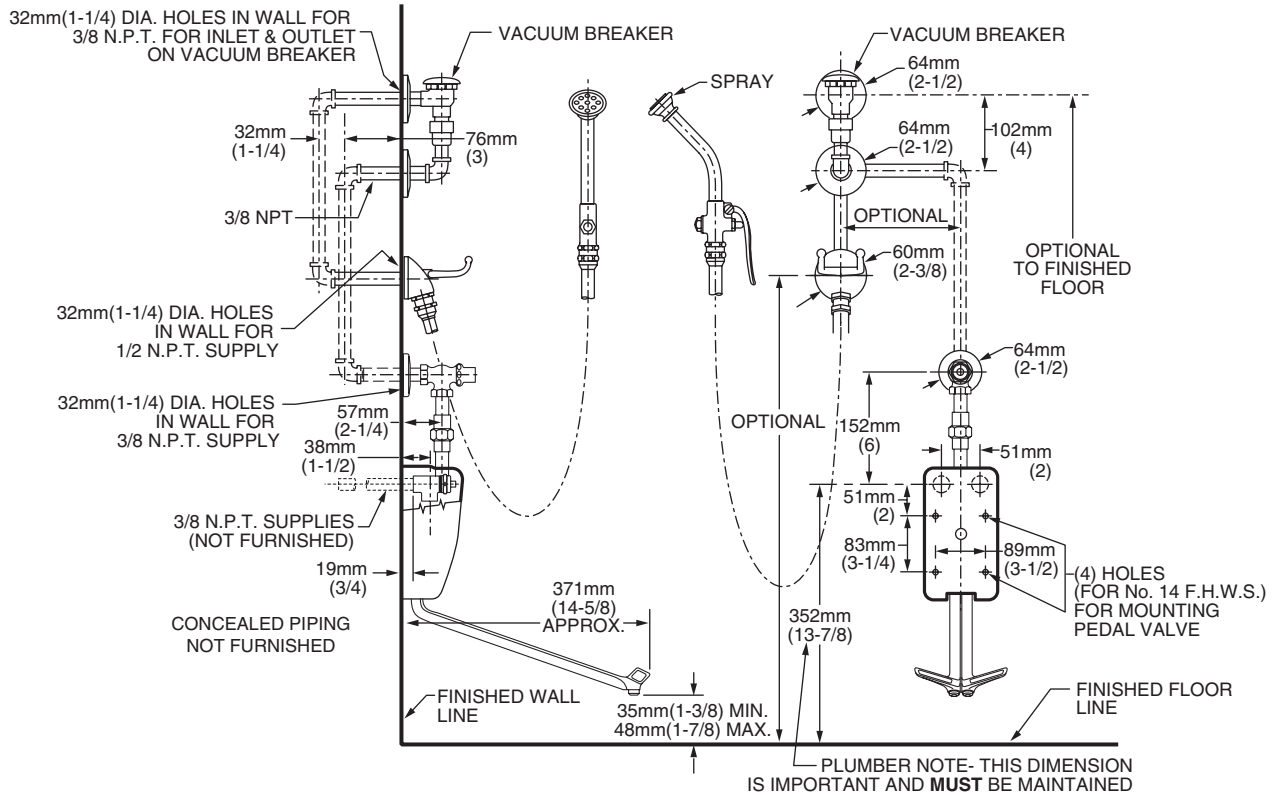 32mm(1-1/4) DIA. HOLES IN WALL FOR
3/8 N.P.T. FOR INLET & OUTLET
ON VACUUM BREAKER
VACUUM BREAKER
SPRAY
VACUUM BREAKER
64mm
(2-1/2)
32mm
(1-1/4)
76mm
(3)
64mm
(2-1/2)
102mm
(4)
3/8 NPT
OPTIONAL
OPTIONAL
TO FINISHED
FLOOR
60mm
(2-3/8)
32mm(1-1/4) DIA. HOLES
IN WALL FOR
1/2 N.P.T. SUPPLY
64mm
(2-1/2)
32mm(1-1/4) DIA. HOLES
IN WALL FOR
3/8 N.P.T. SUPPLY
57mm
(2-1/4)
OPTIONAL
152mm
(6)
38mm
(1-1/2)
51mm
(2)
51mm
(2)
3/8 N.P.T. SUPPLIES
(NOT FURNISHED)
83mm
(3-1/4)
89mm
(3-1/2)
19mm
(3/4)
371mm
(14-5/8)
APPROX.
(4) HOLES
(FOR No. 14 F.H.W.S.)
FOR MOUNTING
PEDAL VALVE
352mm
(13-7/8)
CONCEALED PIPING
NOT FURNISHED
FINISHED WALL
LINE
35mm(1-3/8) MIN.
48mm(1-7/8) MAX.
FINISHED FLOOR
LINE
PLUMBER NOTE- THIS DIMENSION
IS IMPORTANT AND MUST BE MAINTAINED